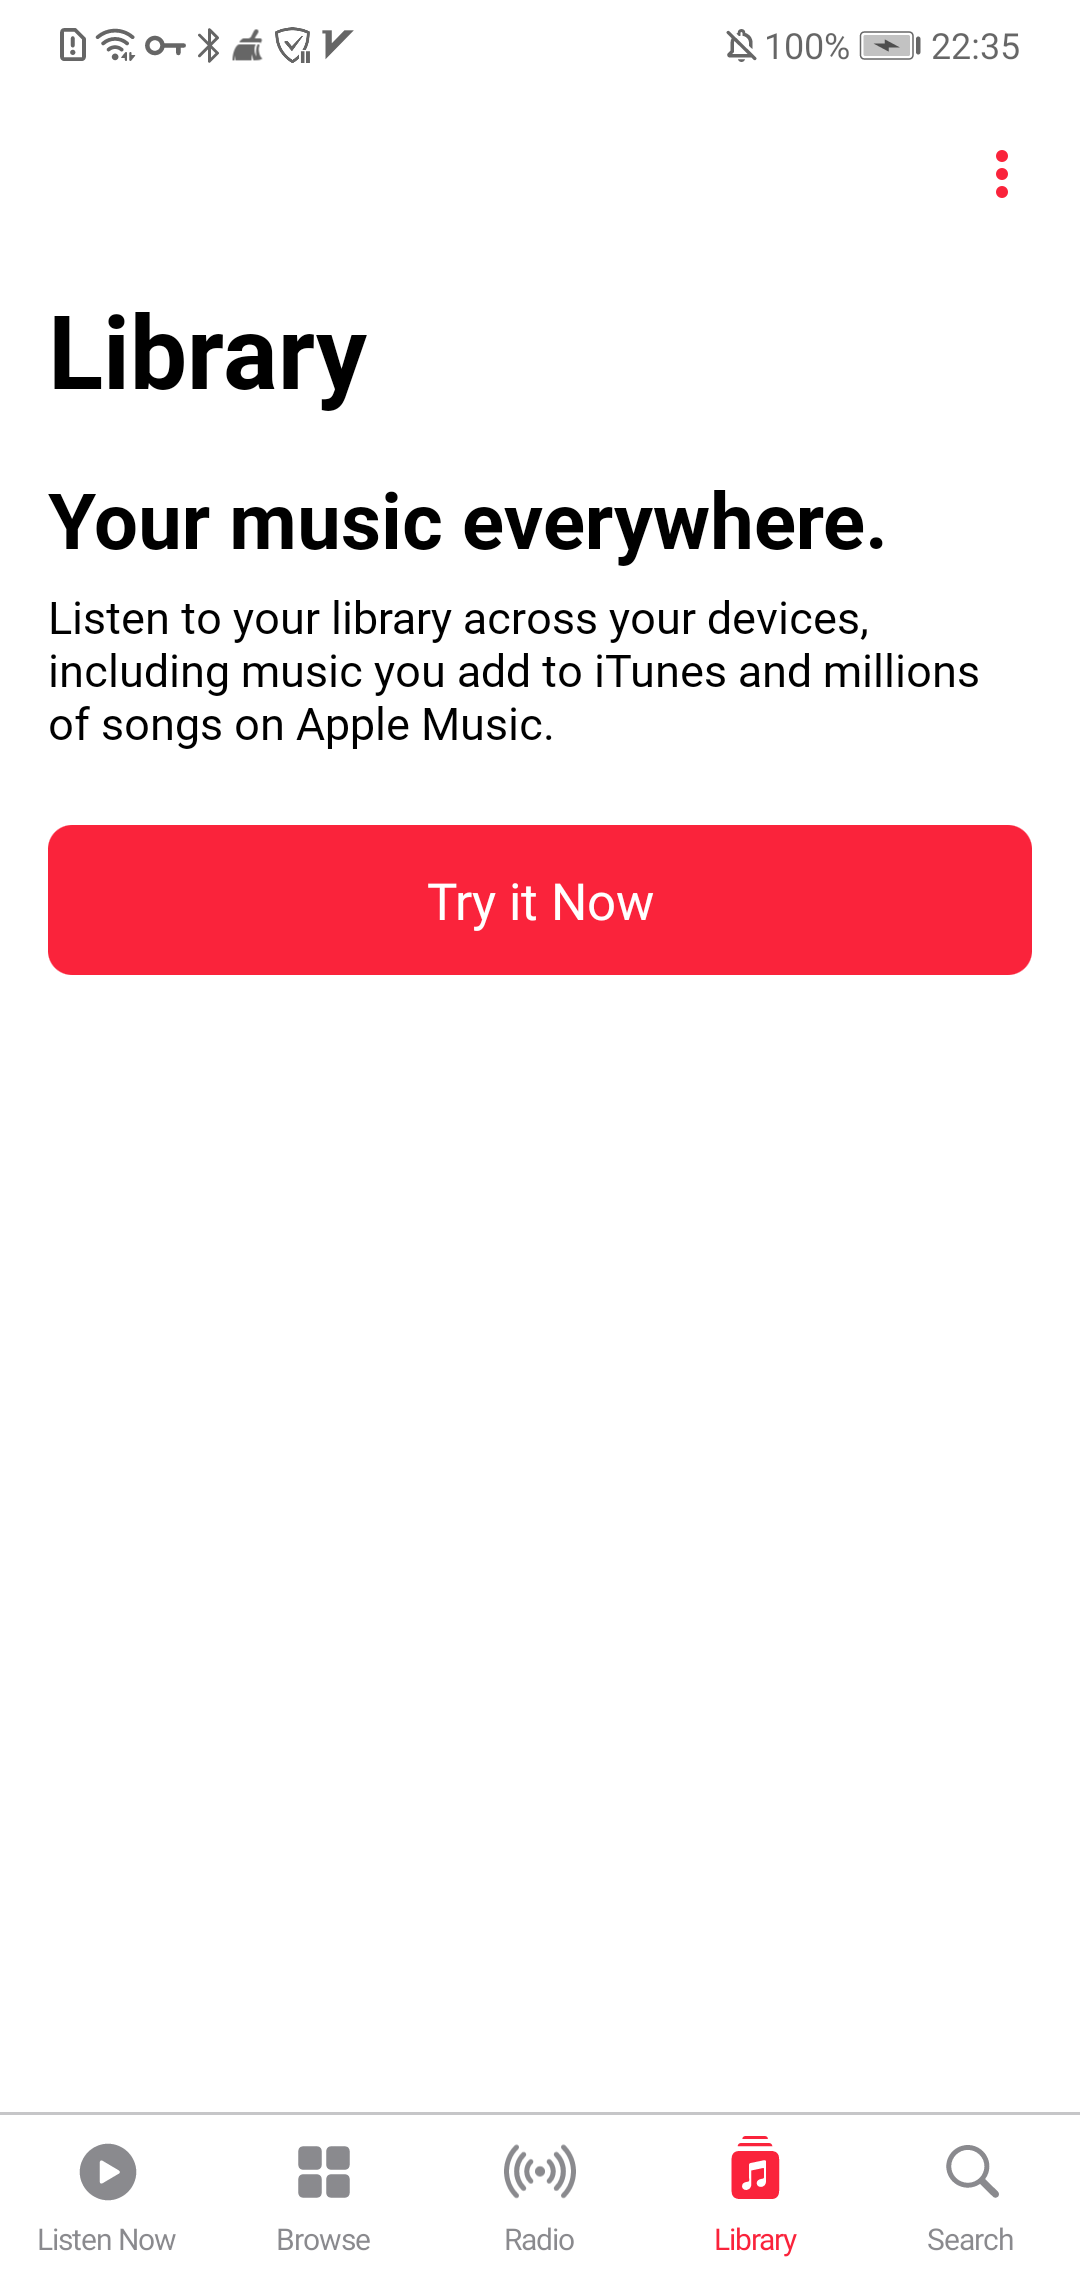 100% 22:35
Library
Your music everywhere.
Listen to your library across your devices,
including music you add to iTunes and millions
of songs on Apple Music.
Try it Now
Listen Now
Browse
Radio
Library
Search